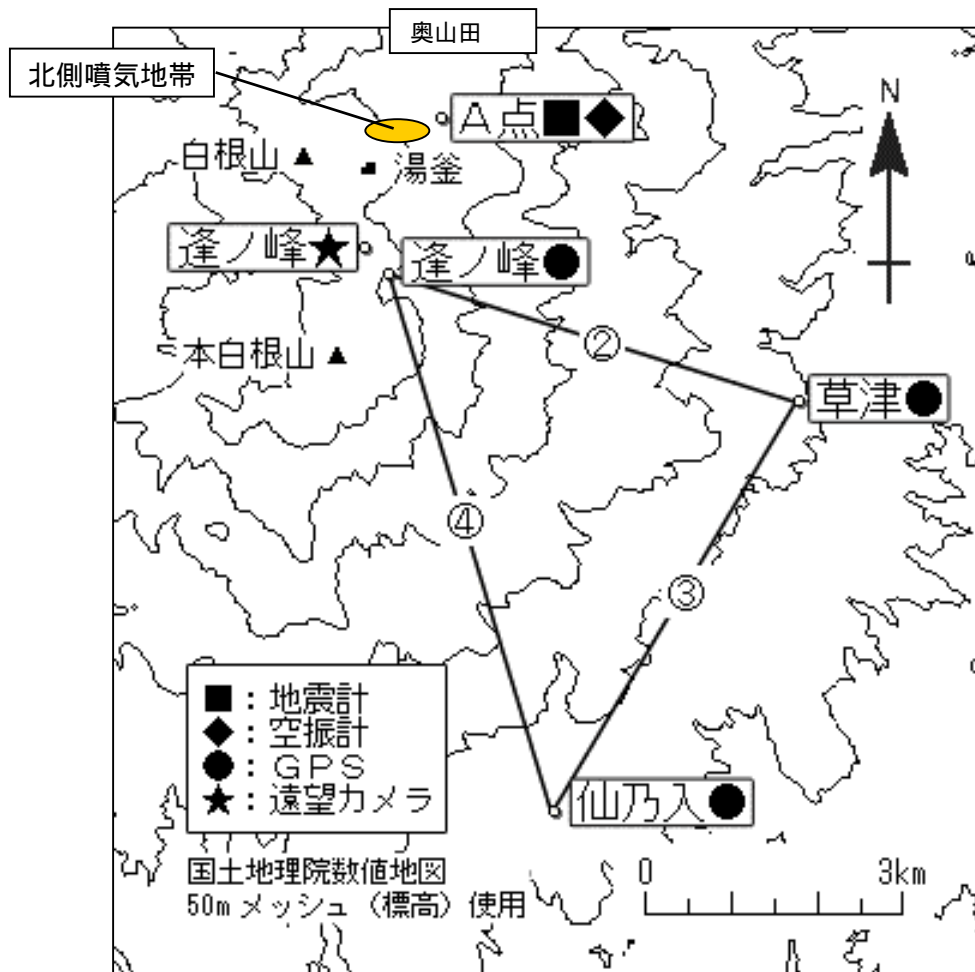 奥山田
北側噴気地帯
A点■◆
N
白根山▲
湯釜
逢ノ峰★
逢ノ峰●
②
本白根山▲
草津●
④
③
■：地震計
◆：空振計
●：GPS
★：遠望カメラ
仙乃入●
国土地理院数値地図
50mメッシュ（標高）使用
0 3km